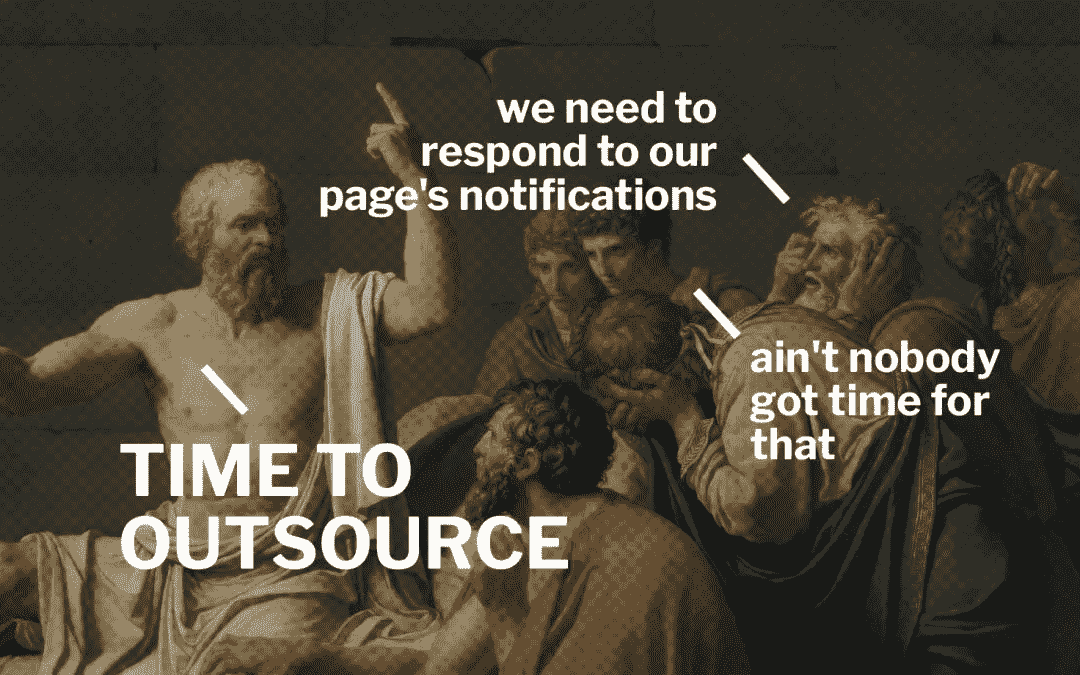 we need to
respond to our
page's notifications
ain't nobody
got time for
that
TIME TO
OUTSOURCE